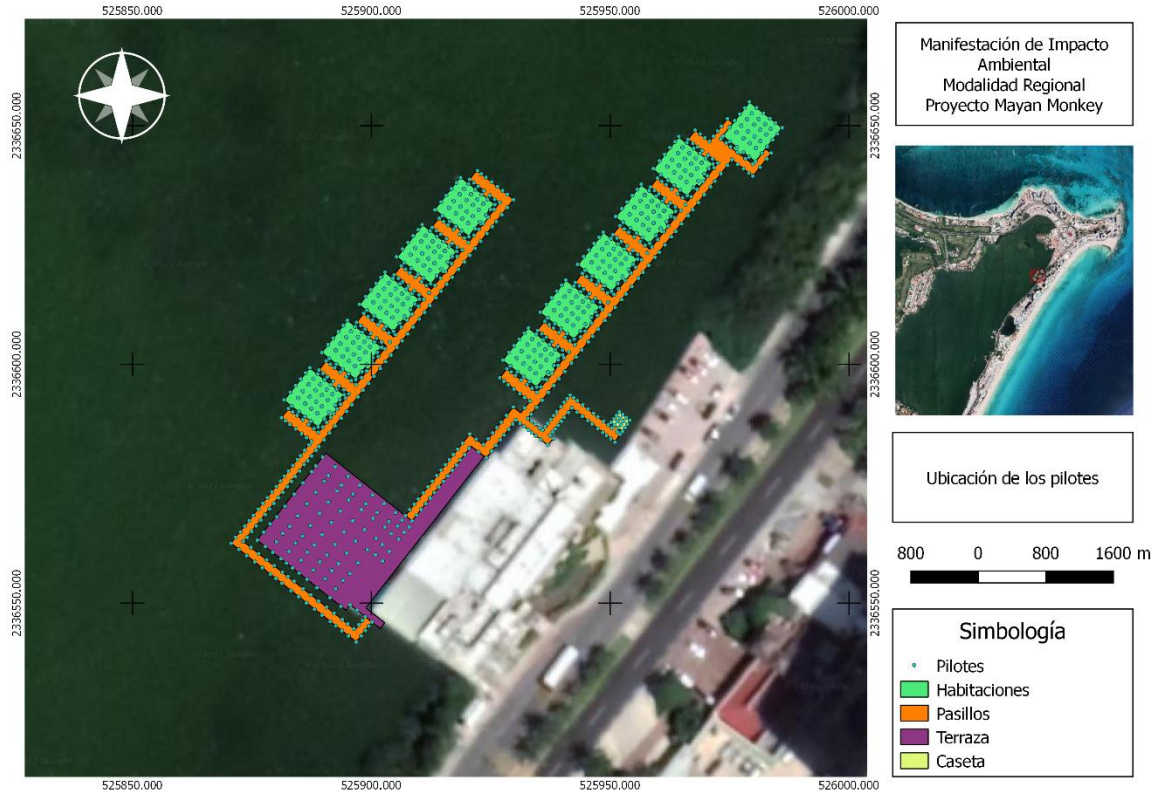 525850.000
525900.000
525950.000
526000.000
2336650.000
2336600.000
2336550.000
2336650.000
2336600.000
2336550.000
525850.000
525900.000
525950.000
526000.000
Manifestación de Impacto
Ambiental
Modalidad Regional
Proyecto Mayan Monkey
Ubicación de los pilotes
800 0 800 1600 m
Simbología
Pilotes
Habitaciones
Pasillos
Terraza
Caseta